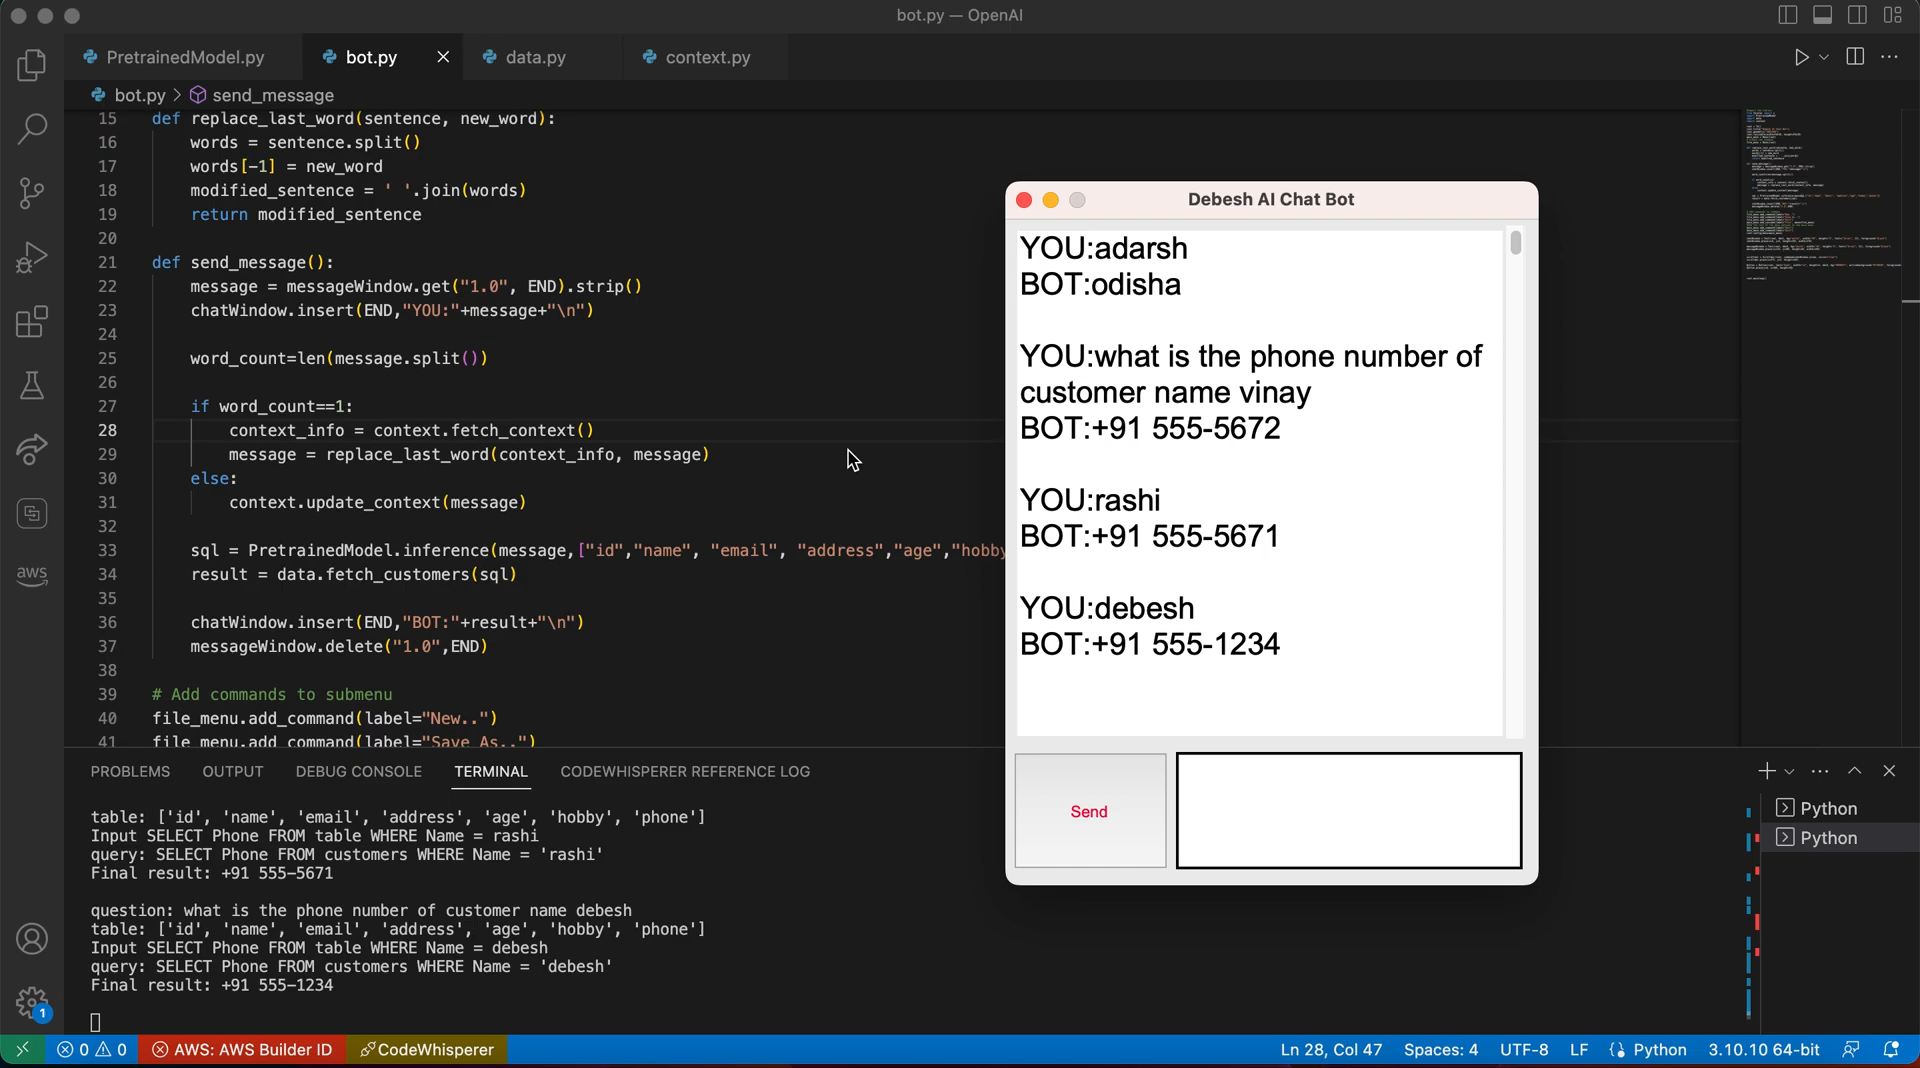 bot.py — OpenAI
PretrainedModel.py
bot.py
data.py
context.py
bot.py > send_message
15 def replace_last_word(sentence, new_word):
16 words = sentence.split()
17 words[-1] = new_word
18 modified_sentence = ' '.join(words)
19 return modified_sentence
20
21 def send_message():
22 message = messageWindow.get("1.0", END).strip()
23 chatWindow.insert(END,"YOU:"+message+"\n")
24
25 word_count=len(message.split())
26
27 if word_count==1:
28 context_info = context.fetch_context()
29 message = replace_last_word(context_info, message)
30 else:
31 context.update_context(message)
32
33 sql = PretrainedModel.inference(message,["id","name", "email", "address","age","hobby
34 result = data.fetch_customers(sql)
35
36 chatWindow.insert(END,"BOT:"+result+"\n")
37 messageWindow.delete("1.0",END)
38
39 # Add commands to submenu
40 file_menu.add_command(label="New..")
41 file_menu.add_command(label="Save As..")
Debesh AI Chat Bot
YOU:adarsh
BOT:odisha
YOU:what is the phone number of
customer name vinay
BOT:+91 555-5672
YOU:rashi
BOT:+91 555-5671
YOU:debesh
BOT:+91 555-1234
Send
PROBLEMS
OUTPUT
DEBUG CONSOLE
TERMINAL
CODEWHISPERER REFERENCE LOG
table: ['id', 'name', 'email', 'address', 'age', 'hobby', 'phone']
Input SELECT Phone FROM table WHERE Name = rashi
query: SELECT Phone FROM customers WHERE Name = 'rashi'
Final result: +91 555-5671
question: what is the phone number of customer name debesh
table: ['id', 'name', 'email', 'address', 'age', 'hobby', 'phone']
Input SELECT Phone FROM table WHERE Name = debesh
query: SELECT Phone FROM customers WHERE Name = 'debesh'
Final result: +91 555-1234
Python
Python
aws
1
0 0
AWS: AWS Builder ID
CodeWhisperer
Ln 28, Col 47
Spaces: 4
UTF-8
LF
Python
3.10.10 64-bit